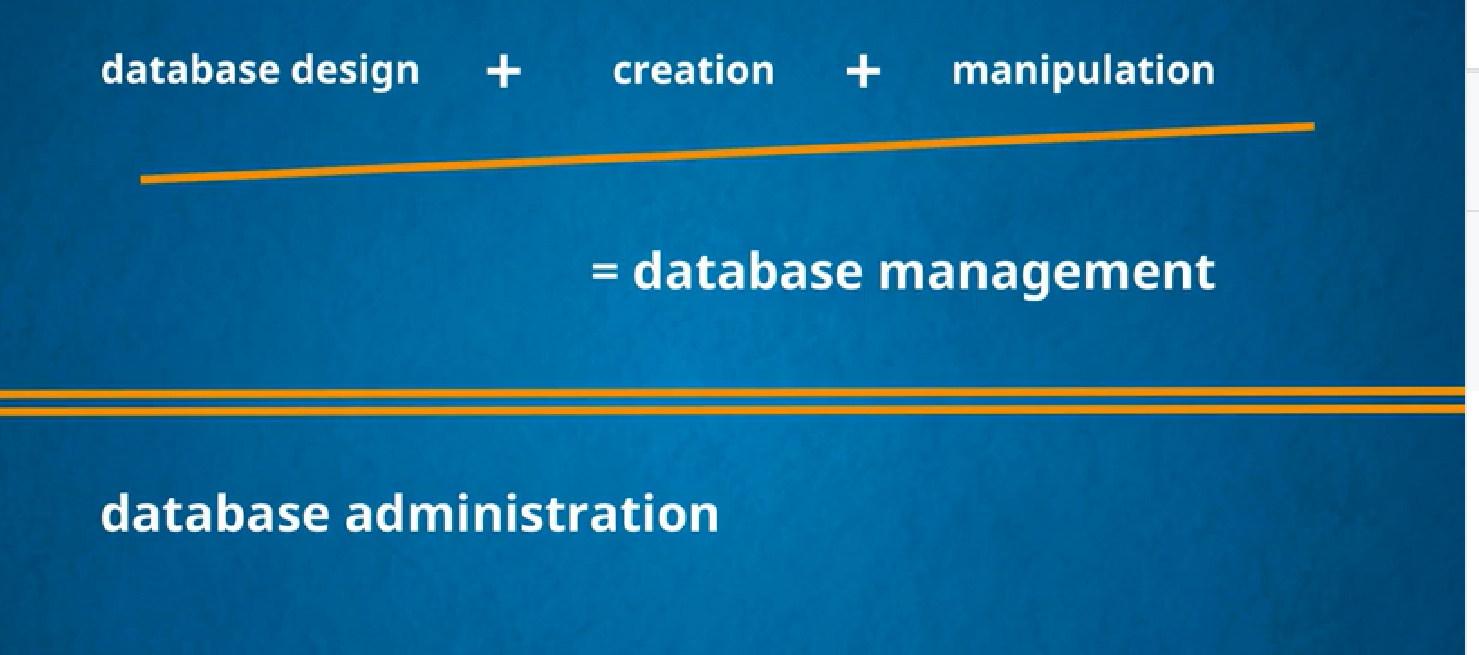 database design + creation + manipulation
= database management
database administration